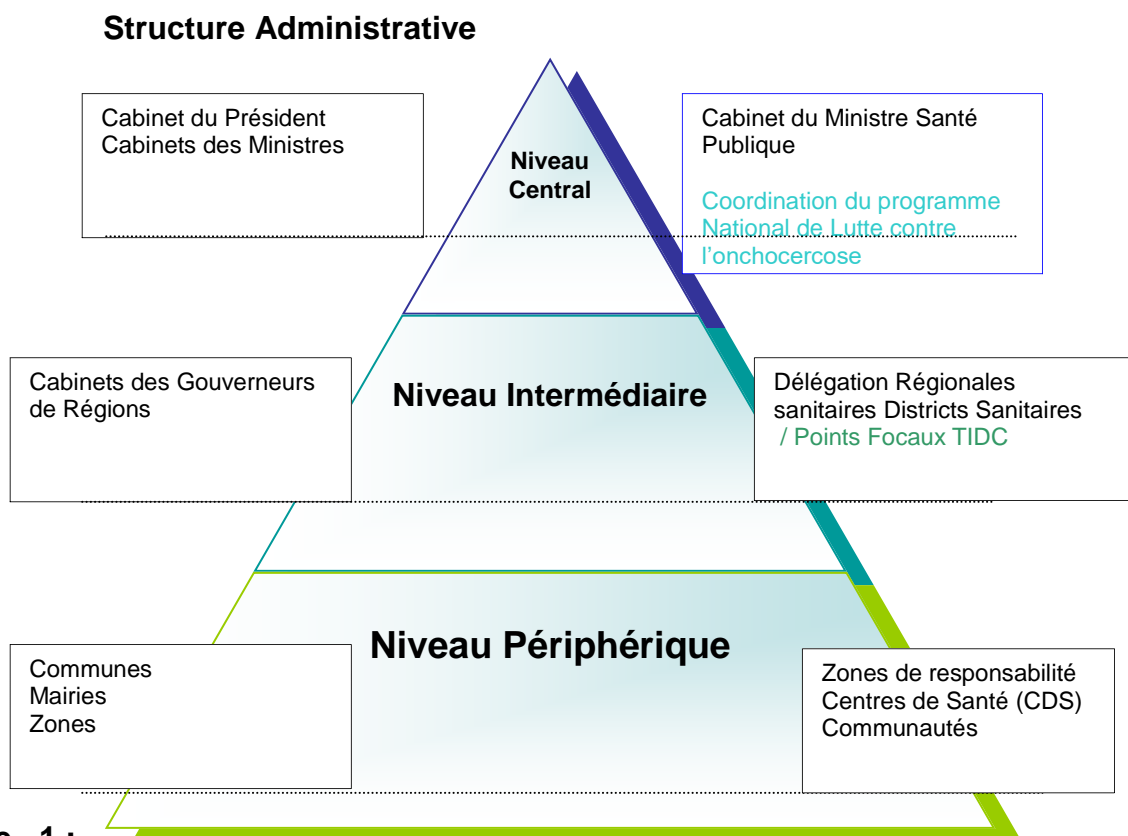 Structure Administrative
Cabinet du Président
Cabinets des Ministres
Niveau
Central
Cabinet du Ministre Santé
Publique
Coordination du programme
National de Lutte contre
l'onchocercose
Cabinets des Gouverneurs
de Régions
Niveau Intermédiaire
Délégation Régionales
sanitaires Districts Sanitaires
/ Points Focaux TIDC
Niveau Périphérique
Communes
Mairies
Zones
Zones de responsabilité
Centres de Santé (CDS)
Communautés
1 :